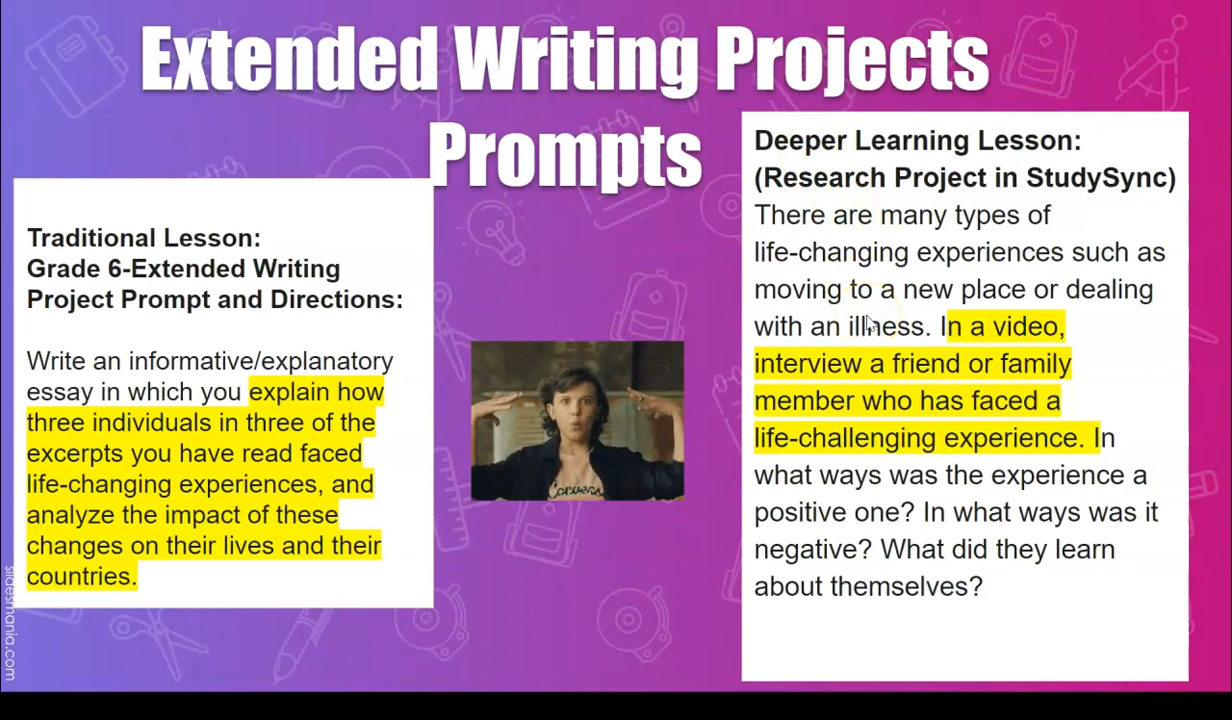 Extended Writing Projects
Prompts
Traditional Lesson:
Grade 6-Extended Writing
Project Prompt and Directions:
Write an informative/explanatory
essay in which you explain how
three individuals in three of the
excerpts you have read faced
life-changing experiences, and
analyze the impact of these
changes on their lives and their
countries.
Deeper Learning Lesson:
(Research Project in StudySync)
There are many types of
life-changing experiences such as
moving to a new place or dealing
with an illness. In a video,
interview a friend or family
member who has faced a
life-challenging experience. In
what ways was the experience a
positive one? In what ways was it
negative? What did they learn
about themselves?
Converse
slidesmania.com